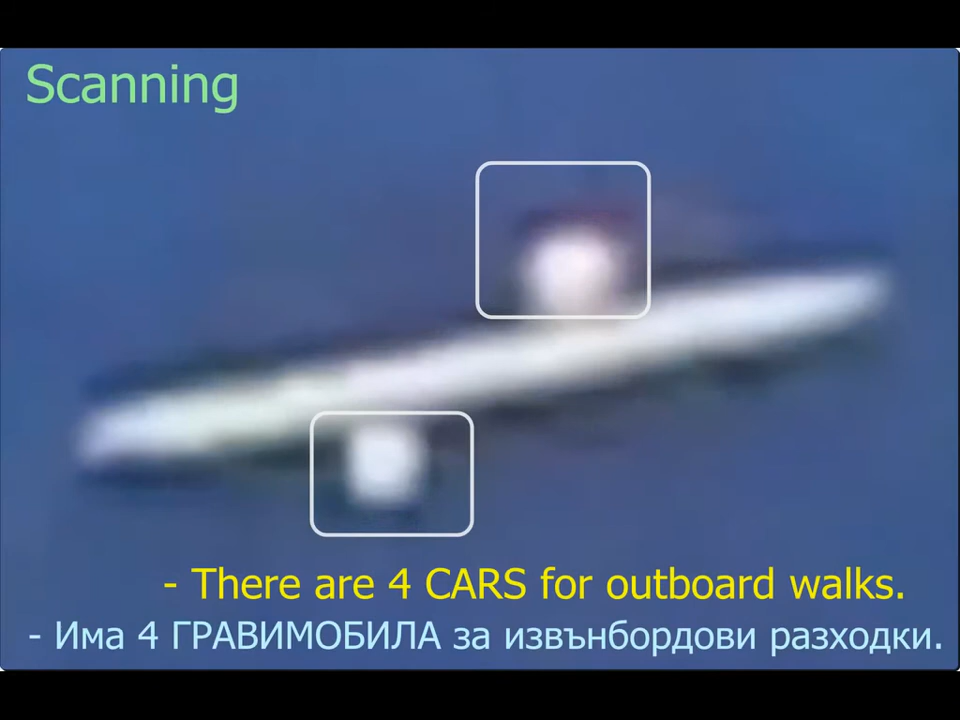 Scanning
- There are 4 CARS for outboard walks.
- Има 4 ГРАВИМОБИЛА за извънбордови разходки.